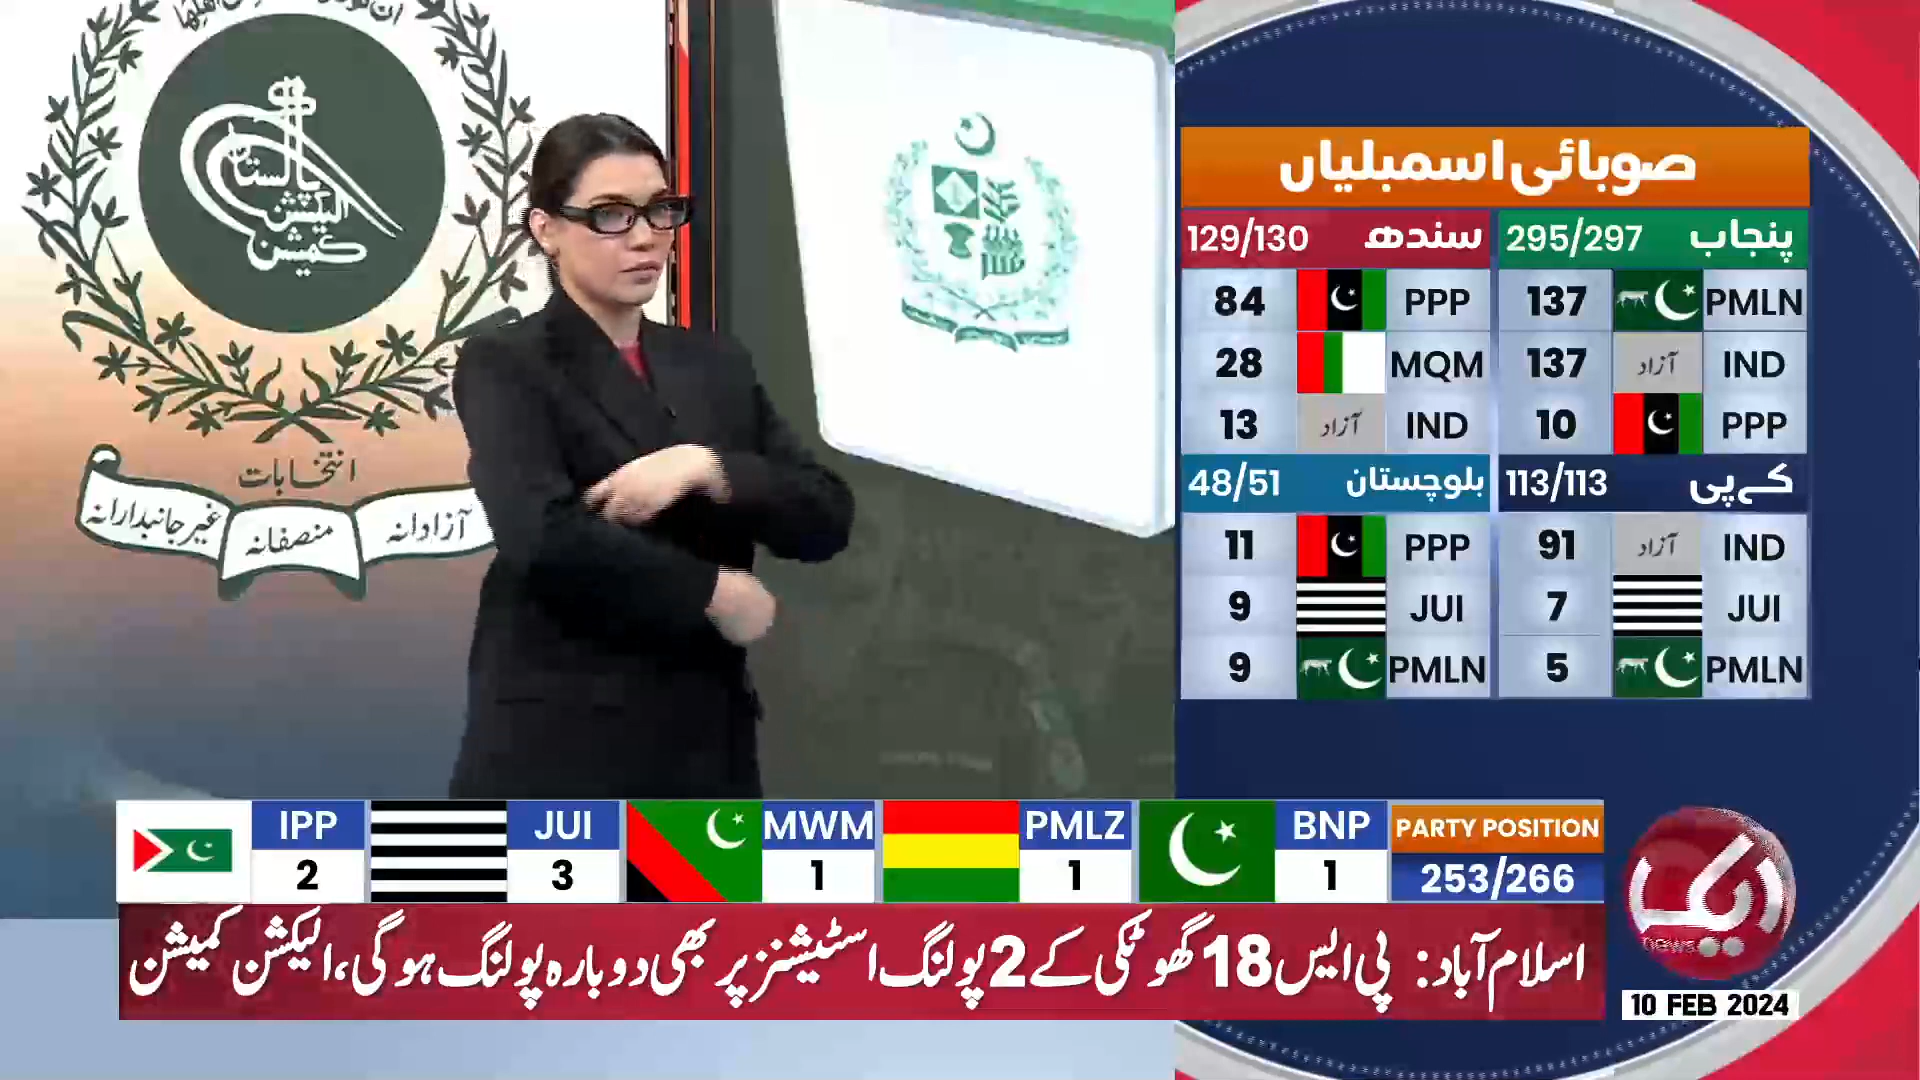 الیکشن
کمیشن
انتخابات
آزادانہ منصفانہ غیر جانبدارانہ
صوبائی اسمبلیاں
سندھ 129/130
84 PPP
28 MQM
13 آزاد IND
پنجاب 295/297
137 PMLN
137 آزاد IND
10 PPP
بلوچستان 48/51
11 PPP
9 JUI
9 PMLN
کے پی 113/113
91 آزاد IND
7 JUI
5 PMLN
IPP 2
JUI 3
MWM 1
PMLZ 1
BNP 1
PARTY POSITION
253/266
اسلام آباد: پی ایس 18 گھوٹکی کے 2 پولنگ اسٹیشنز پر بھی دوبارہ پولنگ ہوگی، الیکشن کمیشن
ایک
news
10 FEB 2024